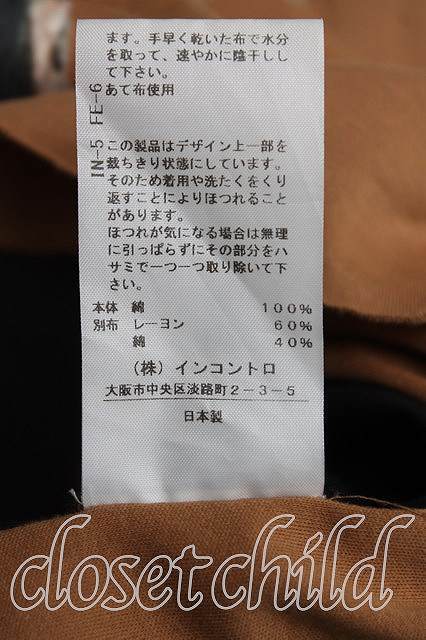 ます。手早く乾いた布で水分
を取って、速やかに陰干しし
て下さい。
あて布使用
この製品はデザイン上一部を
裁ちきり状態にしています。
そのため着用や洗たくをくり
返すことによりほつれること
があります。
ほつれが気になる場合は無理
に引っぱらずにその部分をハ
サミで一つ一つ取り除いて下
さい。
本体 綿 100%
別布 レーヨン 60%
綿 40%
(株)インコントロ
大阪市中央区淡路町2-3-5
日本製
IN-5 FE-6
closet child